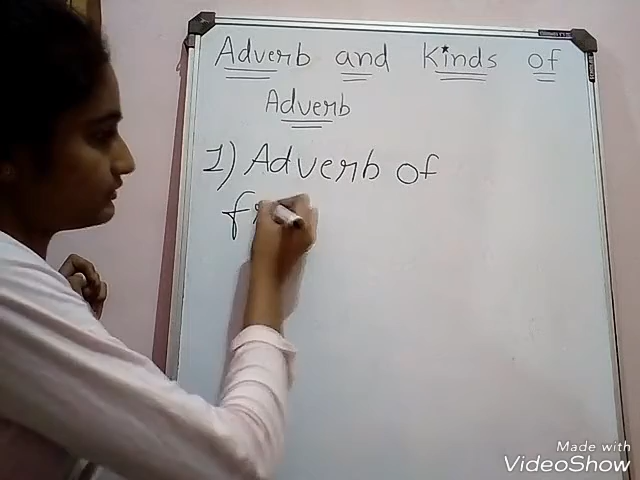 Adverb and Kinds of
Adverb
1) Adverb of
Made with
VideoShow